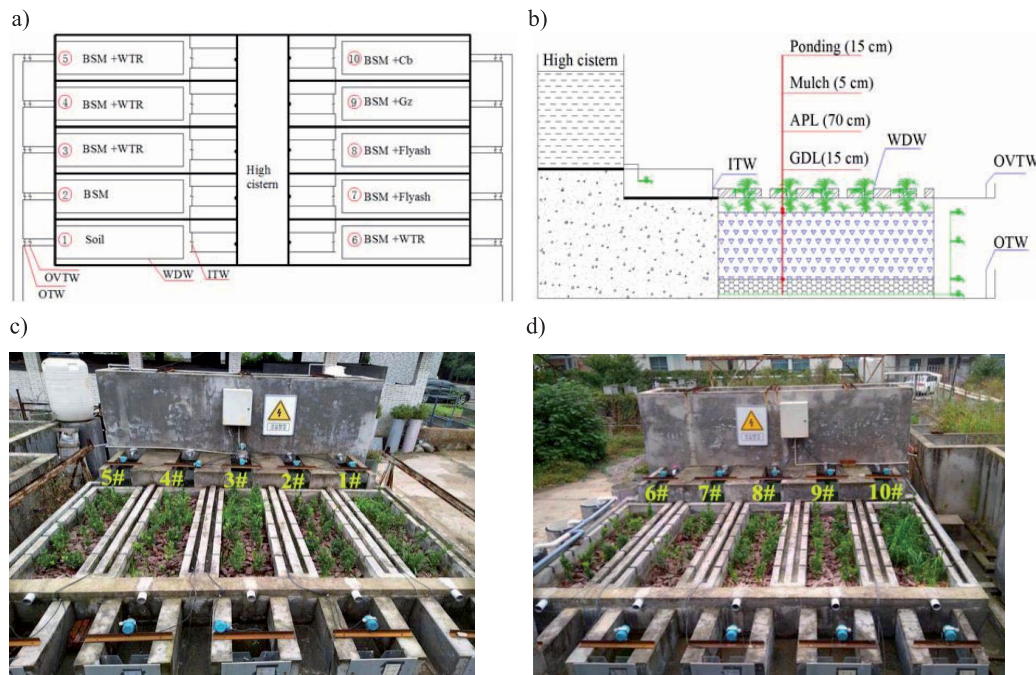 a)
⑤ BSM +WTR
④ BSM +WTR
③ BSM +WTR
② BSM
① Soil
High
cistern
⑩ BSM +Cb
⑨ BSM +Gz
⑧ BSM +Flyash
⑦ BSM +Flyash
⑥ BSM +WTR
OVTW
OTW
WDW
ITW
b)
High cistern
Ponding (15 cm)
Mulch (5 cm)
APL (70 cm)
GDL(15 cm)
ITW
WDW
OVTW
OTW
c)
5# 4# 3# 2# 1#
d)
6# 7# 8# 9# 10#